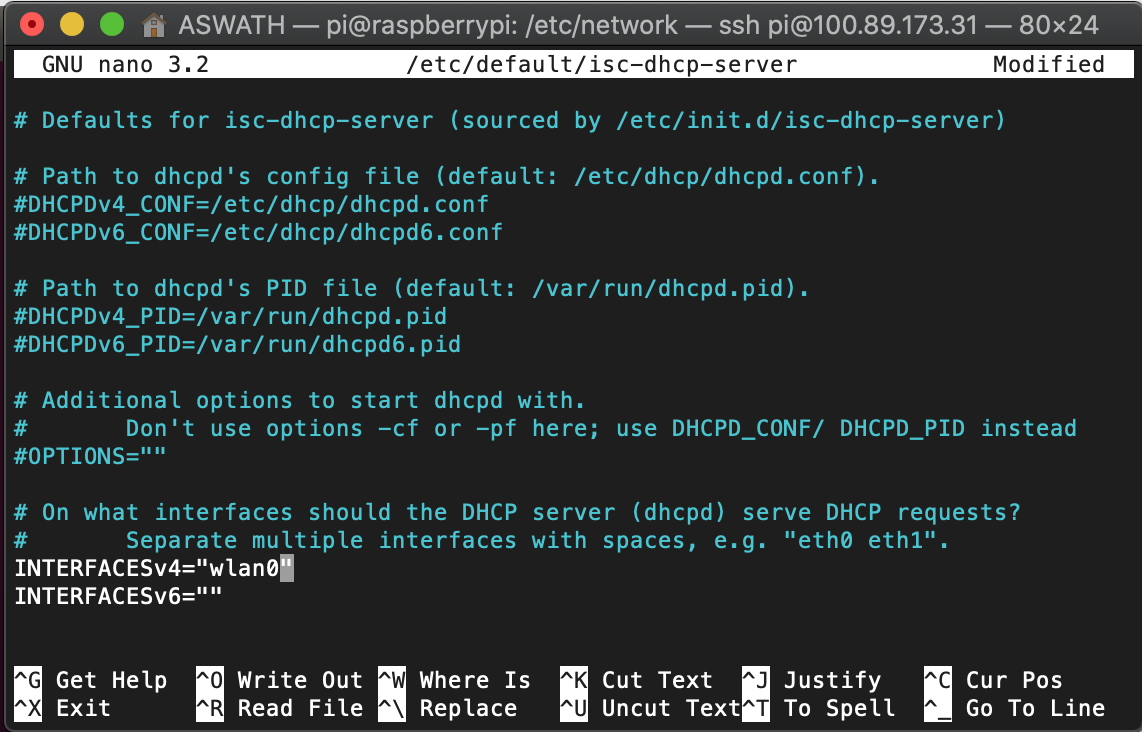 ASWATH — pi@raspberrypi: /etc/network — ssh pi@100.89.173.31 — 80×24
GNU nano 3.2 /etc/default/isc-dhcp-server Modified
# Defaults for isc-dhcp-server (sourced by /etc/init.d/isc-dhcp-server)
# Path to dhcpd's config file (default: /etc/dhcp/dhcpd.conf).
#DHCPDv4_CONF=/etc/dhcp/dhcpd.conf
#DHCPDv6_CONF=/etc/dhcp/dhcpd6.conf
# Path to dhcpd's PID file (default: /var/run/dhcpd.pid).
#DHCPDv4_PID=/var/run/dhcpd.pid
#DHCPDv6_PID=/var/run/dhcpd6.pid
# Additional options to start dhcpd with.
#       Don't use options -cf or -pf here; use DHCPD_CONF/ DHCPD_PID instead
#OPTIONS=""
# On what interfaces should the DHCP server (dhcpd) serve DHCP requests?
#       Separate multiple interfaces with spaces, e.g. "eth0 eth1".
INTERFACESv4="wlan0"
INTERFACESv6=""
^G Get Help ^O Write Out ^W Where Is ^K Cut Text ^J Justify ^C Cur Pos
^X Exit ^R Read File ^\ Replace ^U Uncut Text ^T To Spell ^_ Go To Line